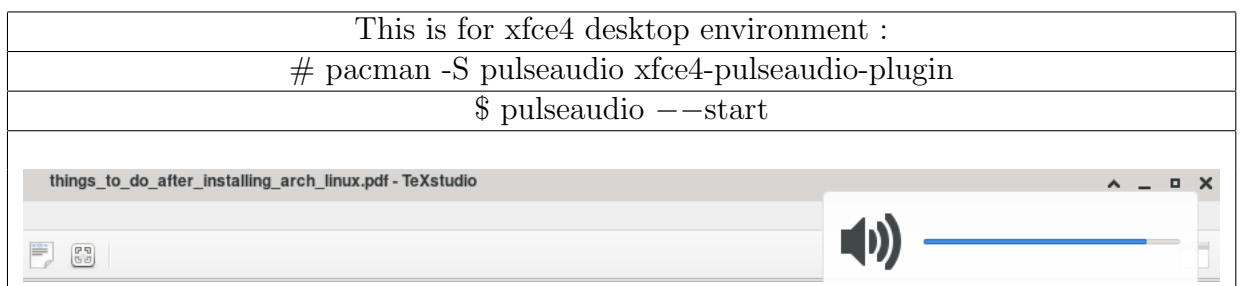 This is for xfce4 desktop environment :
# pacman -S pulseaudio xfce4-pulseaudio-plugin
$ pulseaudio −−start
things_to_do_after_installing_arch_linux.pdf - TeXstudio